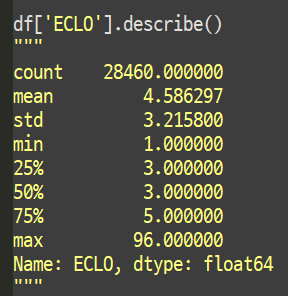 df['ECLO'].describe()
"""
count    28460.000000
mean         4.586297
std          3.215800
min          1.000000
25%          3.000000
50%          3.000000
75%          5.000000
max         96.000000
Name: ECLO, dtype: float64
"""